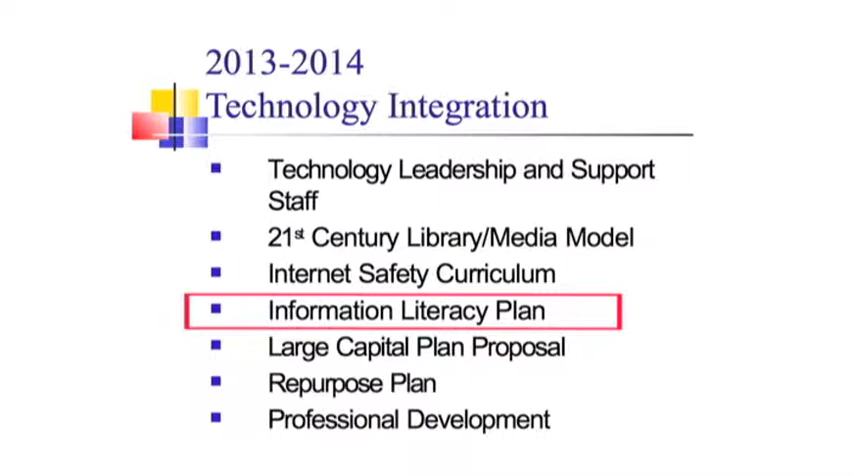 2013-2014
Technology Integration
Technology Leadership and Support
Staff
21st Century Library/Media Model
Internet Safety Curriculum
Information Literacy Plan
Large Capital Plan Proposal
Repurpose Plan
Professional Development